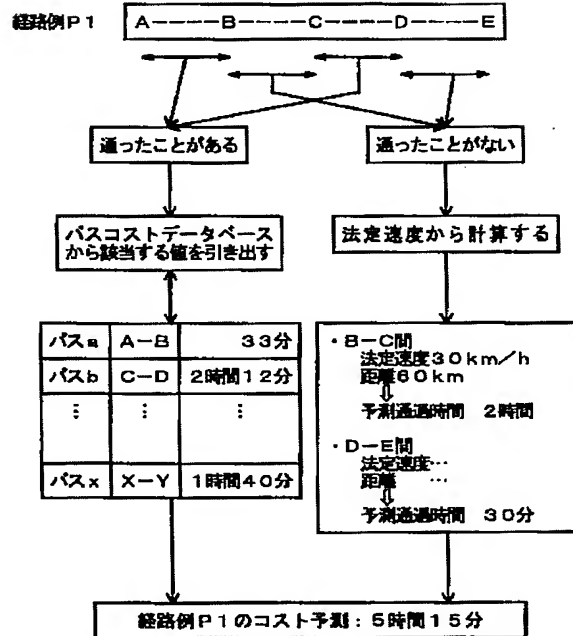 経路例P1
A----B----C----D----E
通ったことがある
通ったことがない
パスコストデータベース
から該当する値を引き出す
法定速度から計算する
パスa A-B 33分
パスb C-D 2時間12分
⋮ ⋮ ⋮
パスx X-Y 1時間40分
・B-C間
法定速度30km/h
距離60km
⇩
予測通過時間 2時間
・D-E間
法定速度…
距離 …
⇩
予測通過時間 30分
経路例P1のコスト予測:5時間15分